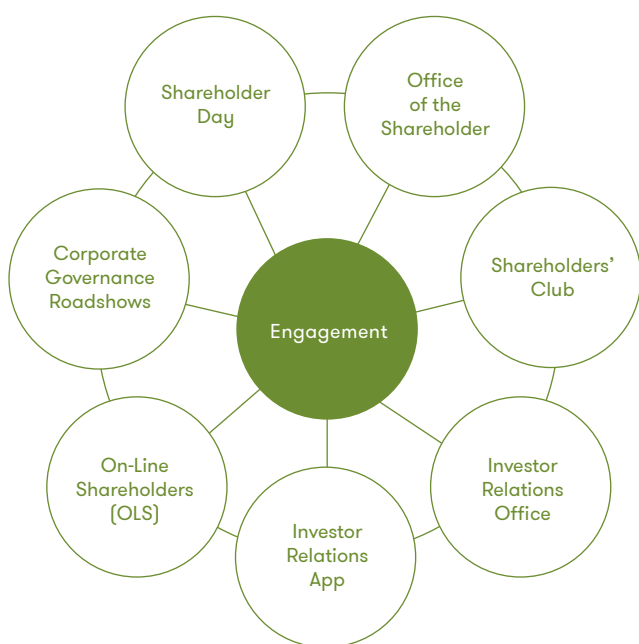 Shareholder
Day
Office
of the
Shareholder
Corporate
Governance
Roadshows
Shareholders’
Club
Engagement
On-Line
Shareholders
(OLS)
Investor
Relations
App
Investor
Relations
Office